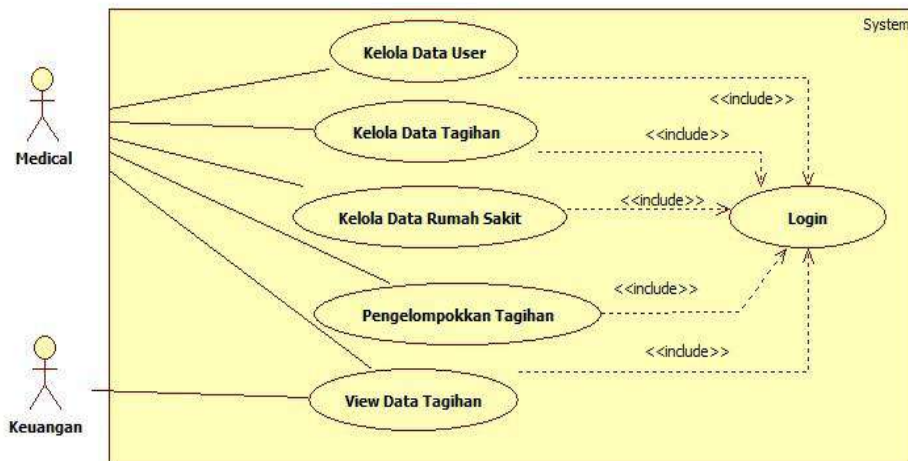 System
Kelola Data User
<<include>>
Kelola Data Tagihan
<<include>>
Medical
Kelola Data Rumah Sakit
<<include>>
Login
<<include>>
Pengelompokkan Tagihan
<<include>>
View Data Tagihan
Keuangan